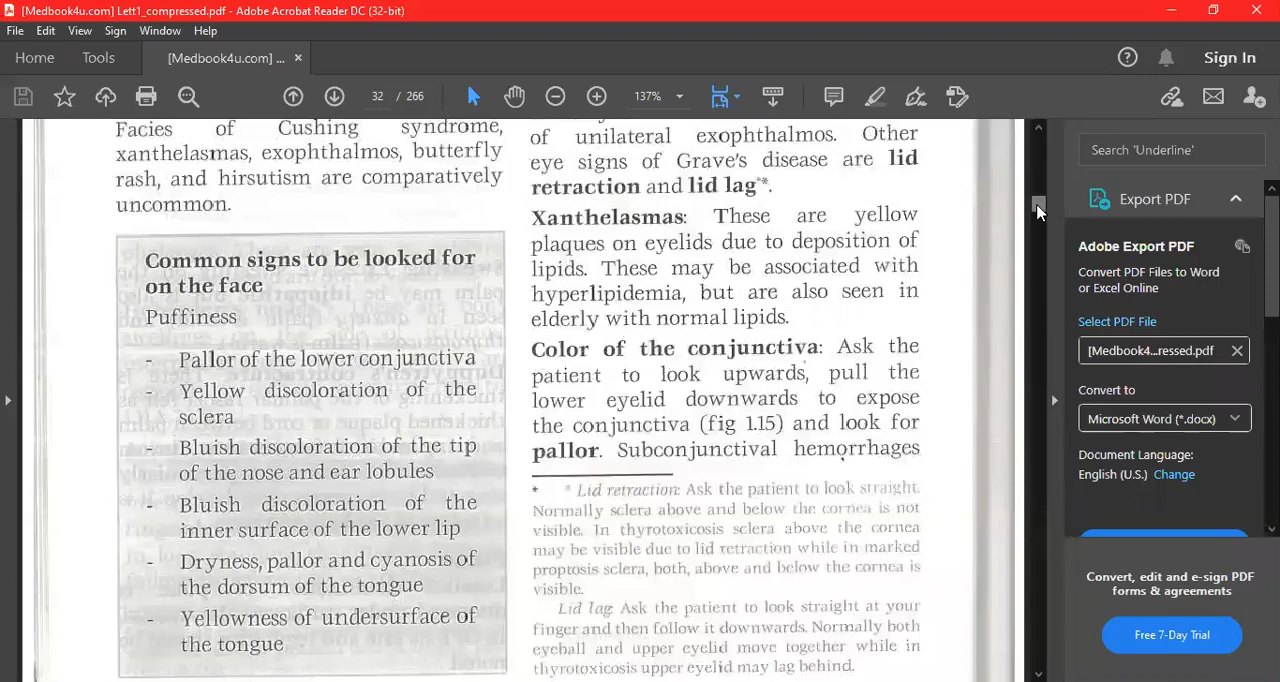 [Medbook4u.com] Lett1_compressed.pdf - Adobe Acrobat Reader DC (32-bit)
File Edit View Sign Window Help
Home Tools [Medbook4u.com] ... × Sign In
32 / 266 137%
Facies of Cushing syndrome,
xanthelasmas, exophthalmos, butterfly
rash, and hirsutism are comparatively
uncommon.
Common signs to be looked for
on the face
Puffiness
- Pallor of the lower conjunctiva
- Yellow discoloration of the
sclera
- Bluish discoloration of the tip
of the nose and ear lobules
- Bluish discoloration of the
inner surface of the lower lip
- Dryness, pallor and cyanosis of
the dorsum of the tongue
- Yellowness of undersurface of
the tongue
of unilateral exophthalmos. Other
eye signs of Grave's disease are lid
retraction and lid lag**.
Xanthelasmas: These are yellow
plaques on eyelids due to deposition of
lipids. These may be associated with
hyperlipidemia, but are also seen in
elderly with normal lipids.
Color of the conjunctiva: Ask the
patient to look upwards, pull the
lower eyelid downwards to expose
the conjunctiva (fig 1.15) and look for
pallor. Subconjunctival hemorrhages
* * Lid retraction: Ask the patient to look straight.
Normally sclera above and below the cornea is not
visible. In thyrotoxicosis sclera above the cornea
may be visible due to lid retraction while in marked
proptosis sclera, both, above and below the cornea is
visible.
Lid lag: Ask the patient to look straight at your
finger and then follow it downwards. Normally both
eyeball and upper eyelid move together while in
thyrotoxicosis upper eyelid may lag behind.
Search 'Underline'
Export PDF
Adobe Export PDF
Convert PDF Files to Word
or Excel Online
Select PDF File
[Medbook4...ressed.pdf ×
Convert to
Microsoft Word (*.docx)
Document Language:
English (U.S.) Change
Convert, edit and e-sign PDF
forms & agreements
Free 7-Day Trial